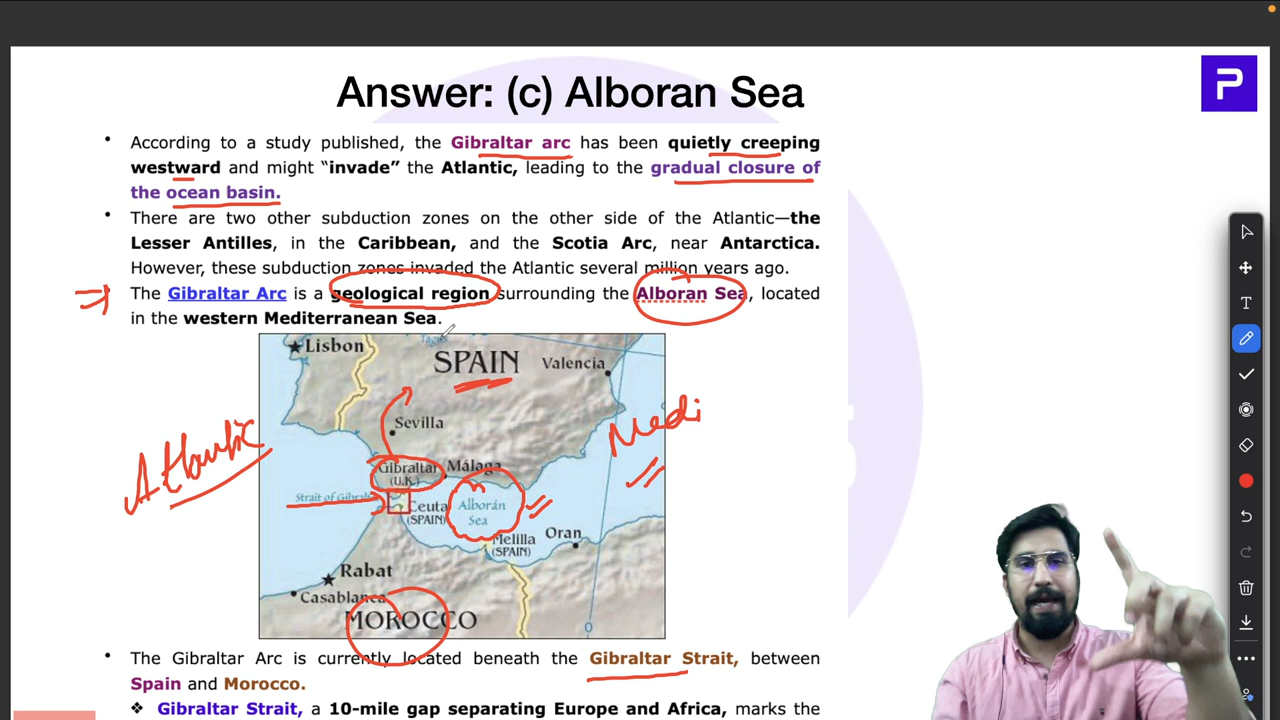 Answer: (c) Alboran Sea
P
• According to a study published, the Gibraltar arc has been quietly creeping
westward and might “invade” the Atlantic, leading to the gradual closure of
the ocean basin.
• There are two other subduction zones on the other side of the Atlantic—the
Lesser Antilles, in the Caribbean, and the Scotia Arc, near Antarctica.
However, these subduction zones invaded the Atlantic several million years ago.
• The Gibraltar Arc is a geological region surrounding the Alboran Sea, located
in the western Mediterranean Sea.
Lisbon
SPAIN
Valencia
Sevilla
Atlantic
Medi
Gibraltar
(U.K.)
Málaga
Strait of Gibral
Ceuta
(SPAIN)
Alborán
Sea
Melilla
(SPAIN)
Oran
Rabat
Casablanca
MOROCCO
0
• The Gibraltar Arc is currently located beneath the Gibraltar Strait, between
Spain and Morocco.
❖ Gibraltar Strait, a 10-mile gap separating Europe and Africa, marks the
T